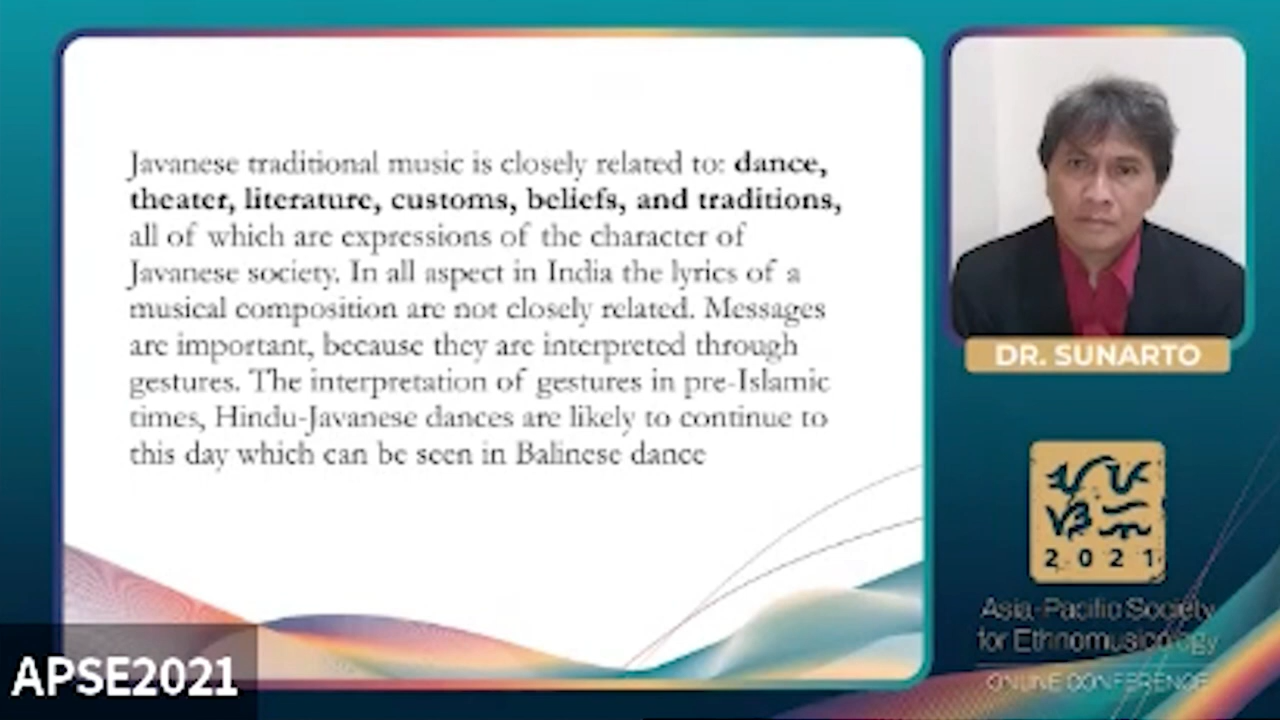 Javanese traditional music is closely related to: dance,
theater, literature, customs, beliefs, and traditions,
all of which are expressions of the character of
Javanese society. In all aspect in India the lyrics of a
musical composition are not closely related. Messages
are important, because they are interpreted through
gestures. The interpretation of gestures in pre-Islamic
times, Hindu-Javanese dances are likely to continue to
this day which can be seen in Balinese dance
DR. SUNARTO
2021
Asia-Pacific Society
for Ethnomusicology
ONLINE CONFERENCE
APSE2021